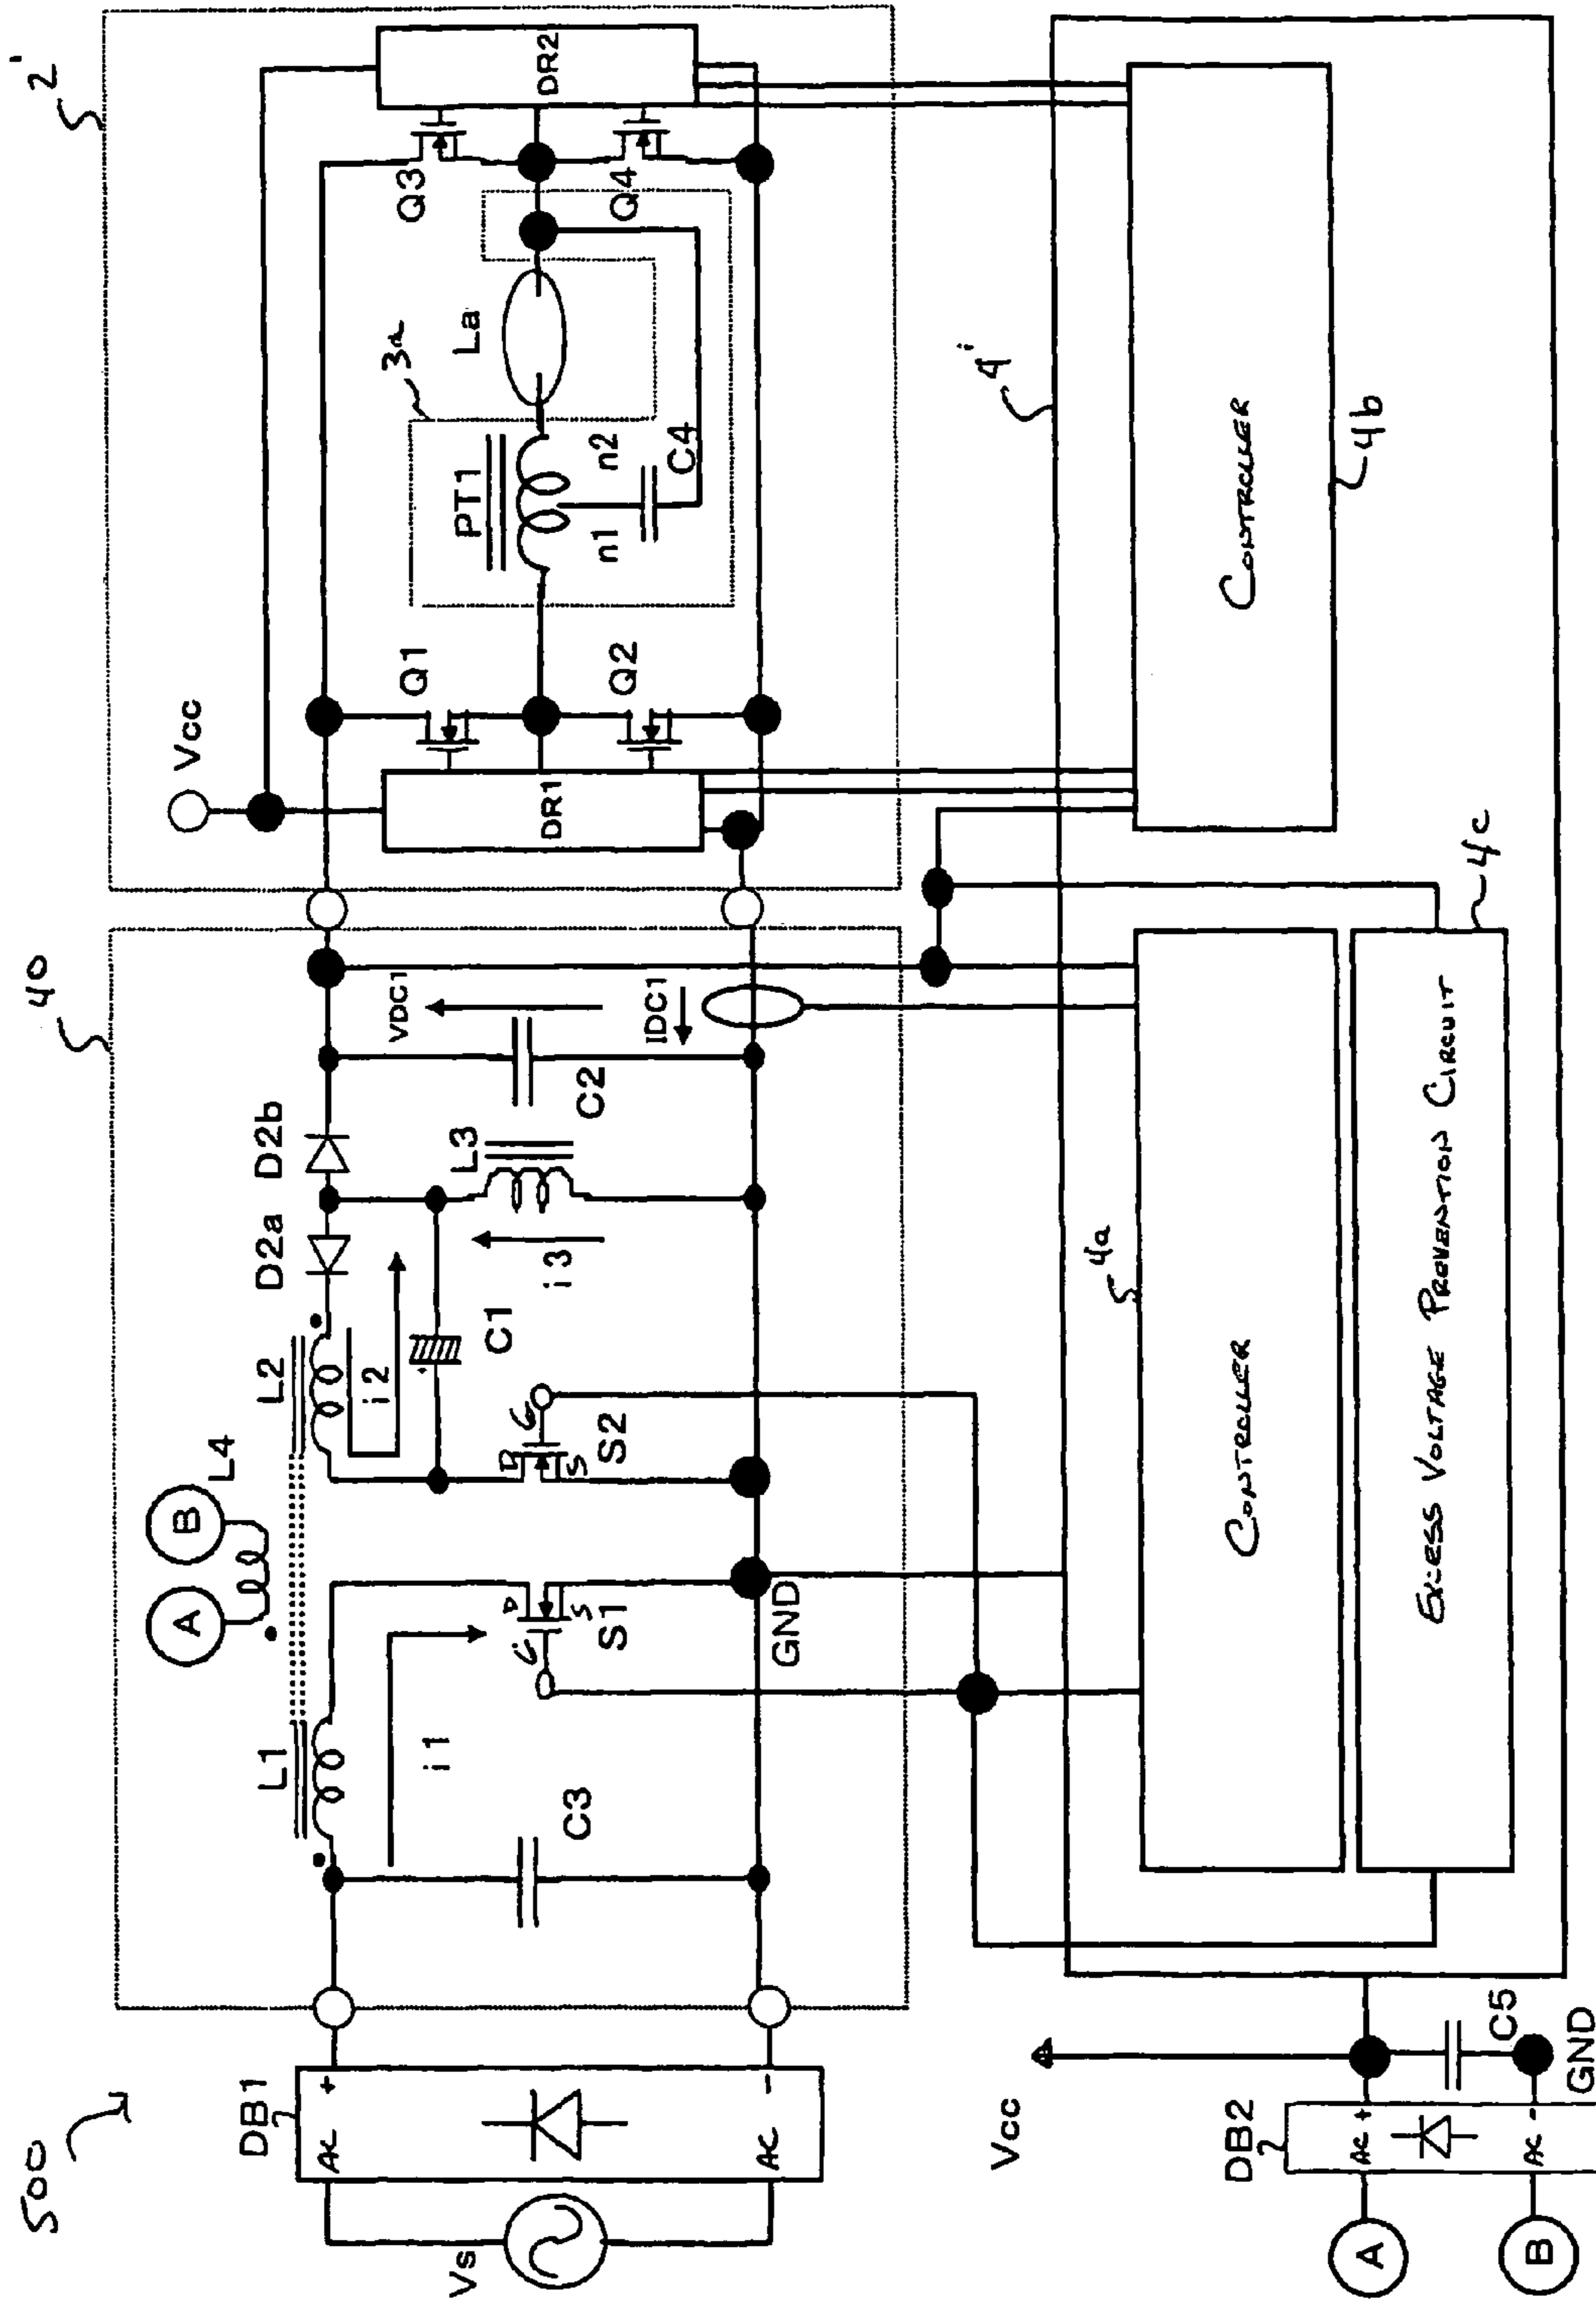 500
40
2'
Vs
DB1
AC +
AC -
L1
A
B
L4
L2
D2a
D2b
i1
i2
C1
i3
L3
C3
G
D
S
S1
D
G
S
S2
GND
VDC1
IDC1
C2
Vcc
DR1
Q1
Q2
PT1
n1
n2
C4
3a
La
Q3
Q4
DR2
4'
4a
CONTROLLER
4b
CONTROLLER
4c
EXCESS VOLTAGE PREVENTION CIRCUIT
Vcc
DB2
AC +
AC -
A
B
C5
GND